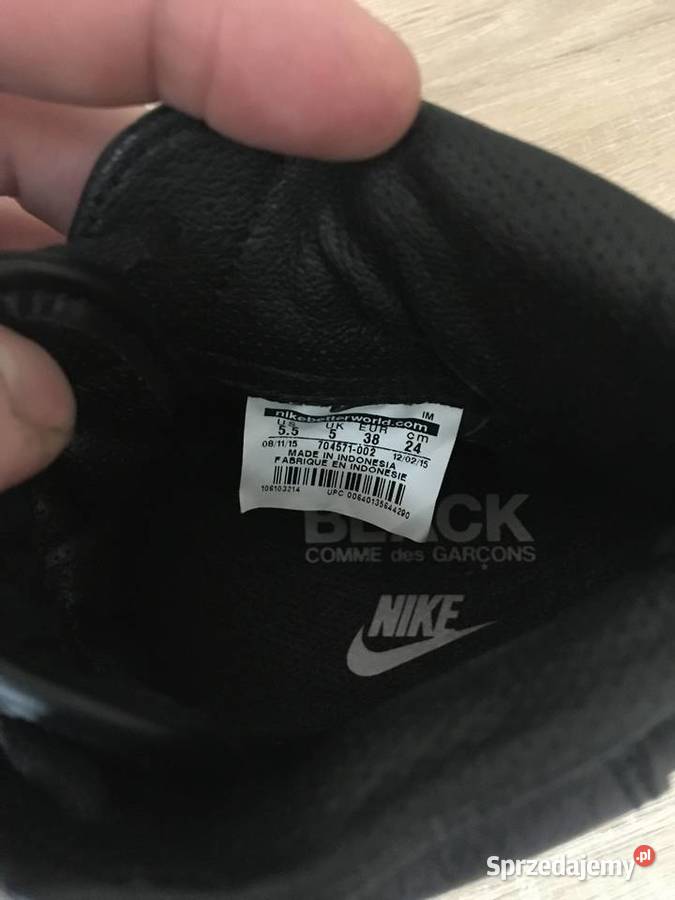 IM
nikebetterworld.com
US UK EUR cm
5.5 5 38 24
08/11/15 704571-002 12/02/15
MADE IN INDONESIA
FABRIQUE EN INDONESIE
106103214 UPC 00640135644290
BLACK
COMME des GARÇONS
NIKE
Sprzedajemy.pl